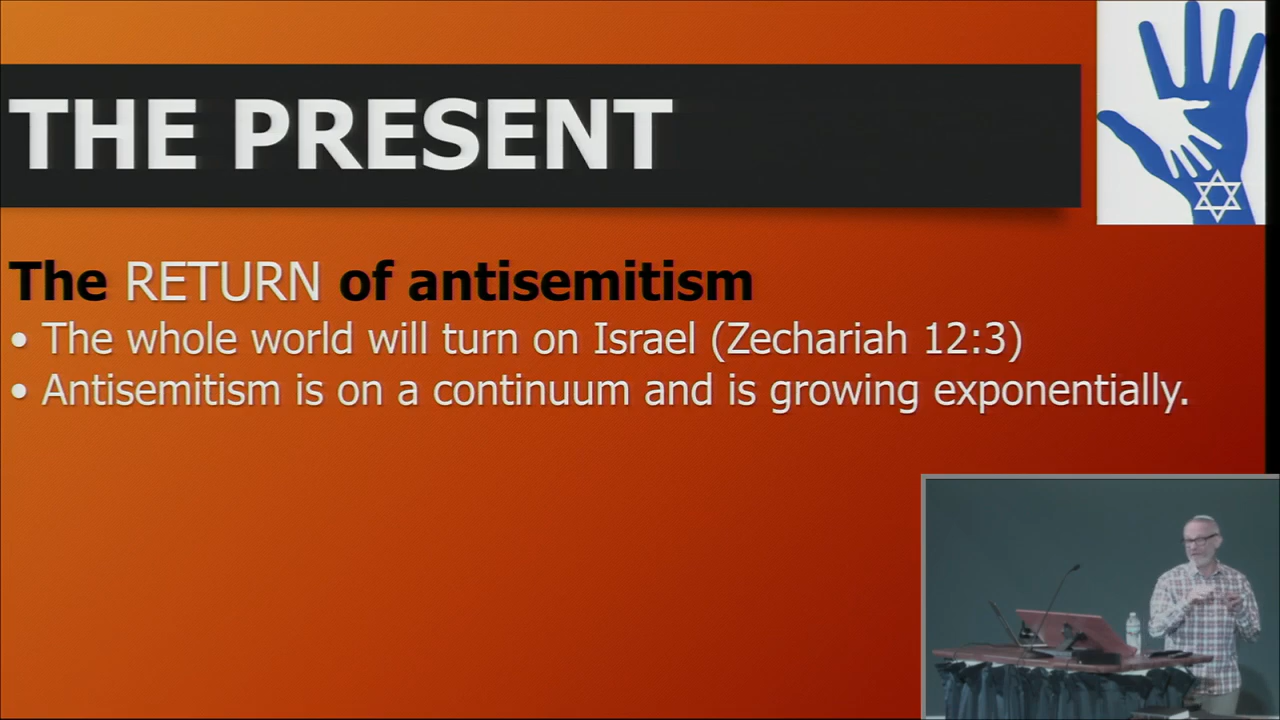 THE PRESENT
The RETURN of antisemitism
• The whole world will turn on Israel (Zechariah 12:3)
• Antisemitism is on a continuum and is growing exponentially.